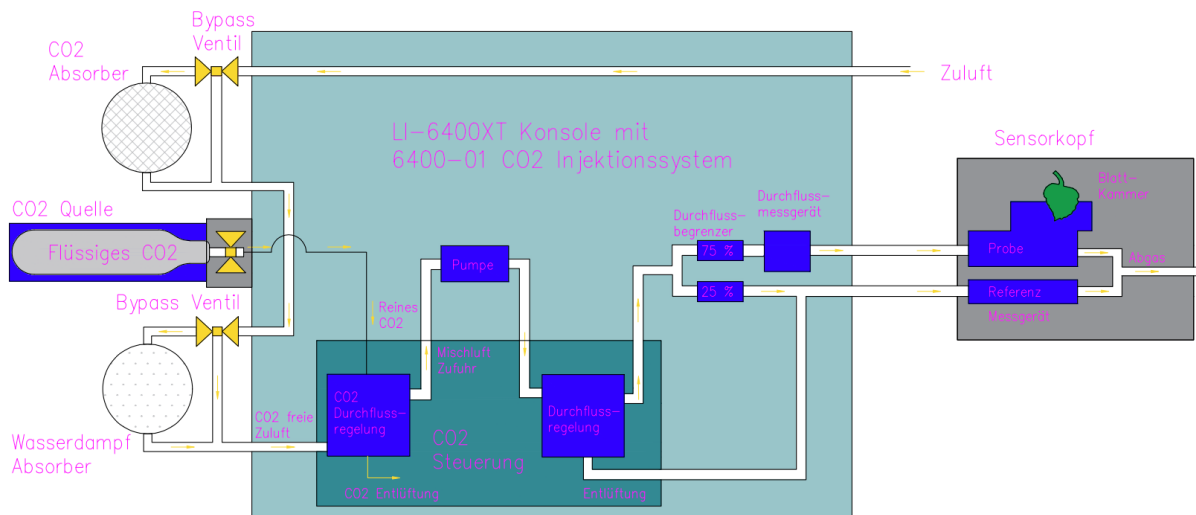 Bypass
Ventil
CO2
Absorber
Zuluft
LI-6400XT Konsole mit
6400-01 CO2 Injektionssystem
Sensorkopf
Blatt-
Kammer
CO2 Quelle
Flüssiges CO2
Durchfluss-
begrenzer
Durchfluss-
messgerät
75 %
Probe
Abgas
Pumpe
25 %
Referenz
Messgerät
Bypass Ventil
Reines
CO2
Mischluft
Zufuhr
CO2
Durchfluss-
regelung
Durchfluss-
regelung
CO2 freie
Zuluft
CO2
Steuerung
Wasserdampf
Absorber
CO2 Entlüftung
Entlüftung